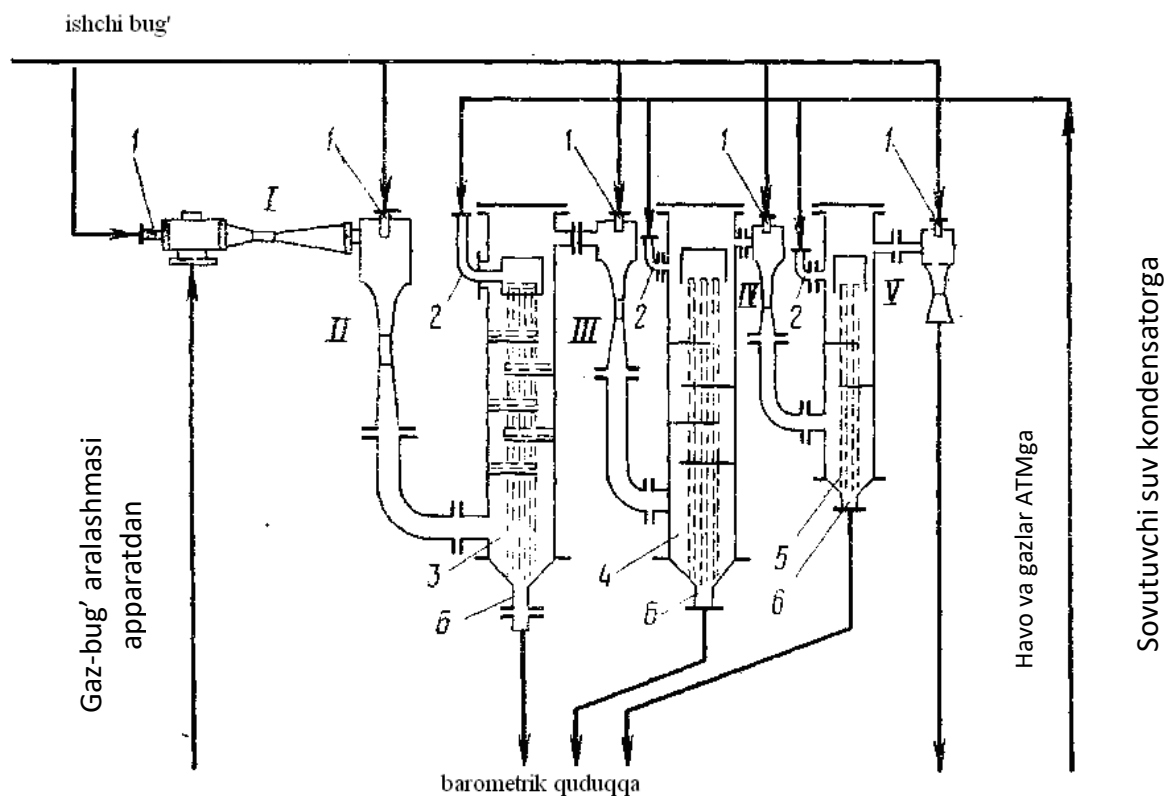 ishchi bug'
1
1
1
1
1
I
2
II
III
2
IV
2
V
3
4
5
6
6
6
Gaz-bug' aralashmasi
apparatdan
Havo va gazlar ATMga
Sovutuvchi suv kondensatorga
barometrik quduqqa